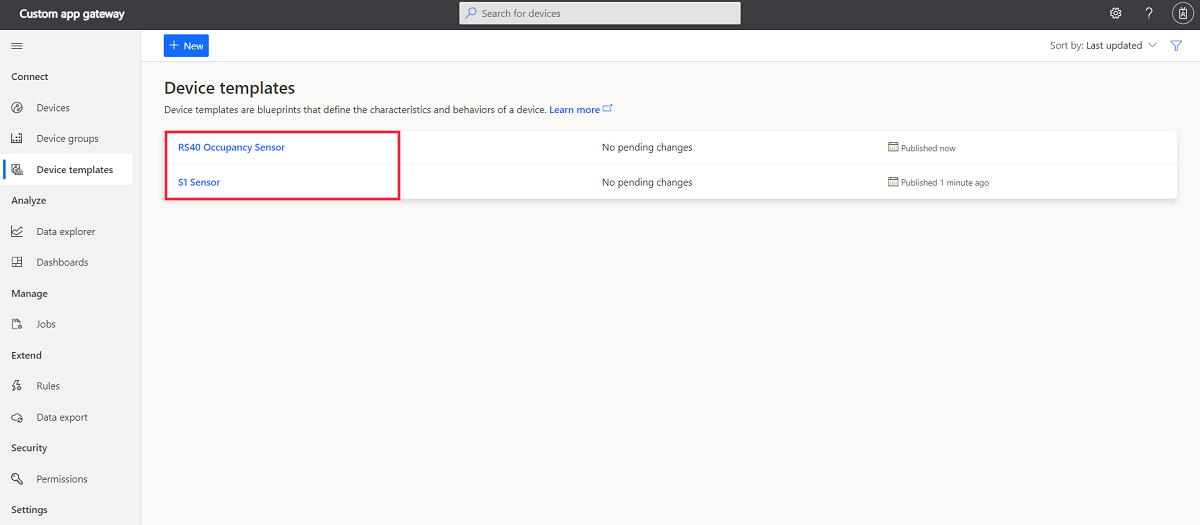 Custom app gateway
Search for devices
?
Connect
Devices
Device groups
Device templates
Analyze
Data explorer
Dashboards
Manage
Jobs
Extend
Rules
Data export
Security
Permissions
Settings
+ New
Sort by: Last updated
Device templates
Device templates are blueprints that define the characteristics and behaviors of a device. Learn more
RS40 Occupancy Sensor No pending changes Published now
S1 Sensor No pending changes Published 1 minute ago